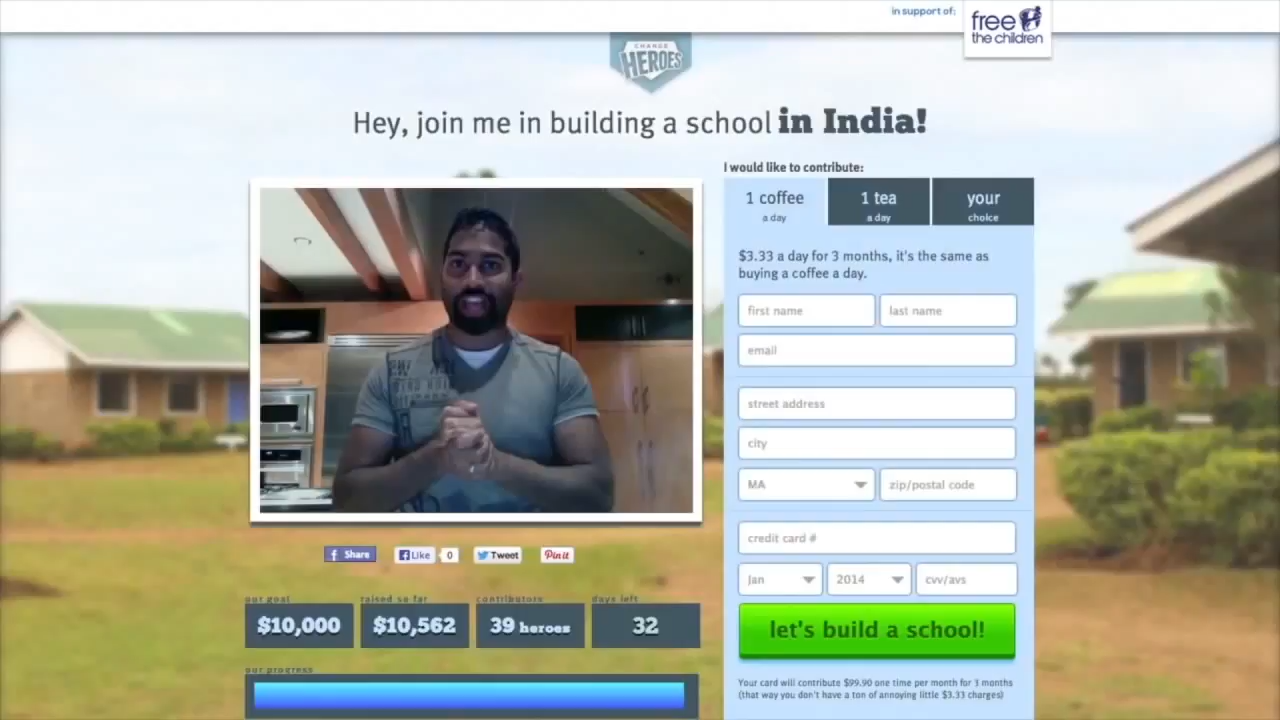 in support of:
free
the children
CHANGE
HEROES
Hey, join me in building a school in India!
I would like to contribute:
1 coffee
a day
1 tea
a day
your
choice
$3.33 a day for 3 months, it's the same as
buying a coffee a day.
first name
last name
email
street address
city
MA
zip/postal code
credit card #
Jan
2014
cvv/avs
let's build a school!
Your card will contribute $99.90 one time per month for 3 months
(that way you don't have a ton of annoying little $3.33 charges)
f Share
Like
0
Tweet
Pin it
our goal
raised so far
contributors
days left
$10,000
$10,562
39 heroes
32
our progress